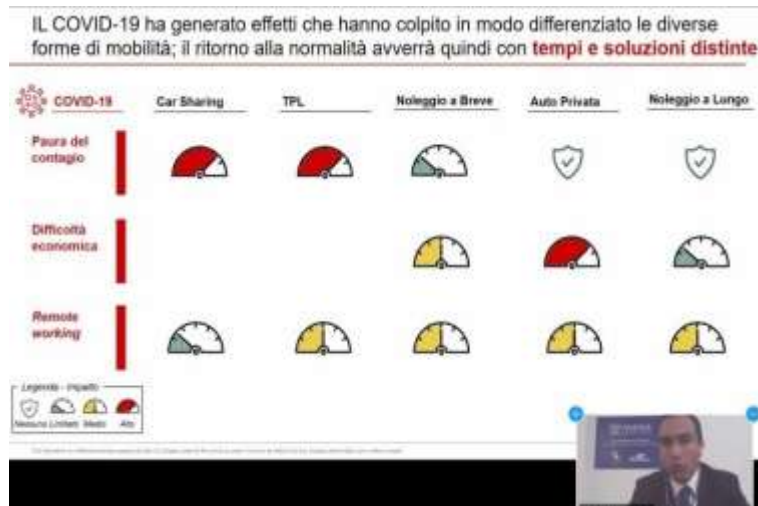 IL COVID-19 ha generato effetti che hanno colpito in modo differenziato le diverse
forme di mobilità; il ritorno alla normalità avverrà quindi con tempi e soluzioni distinte
COVID-19
Car Sharing
TPL
Noleggio a Breve
Auto Privata
Noleggio a Lungo
Paura del
contagio
Difficoltà
economica
Remote
working
Legenda - Impatto
Nessuno Limitato Medio Alto